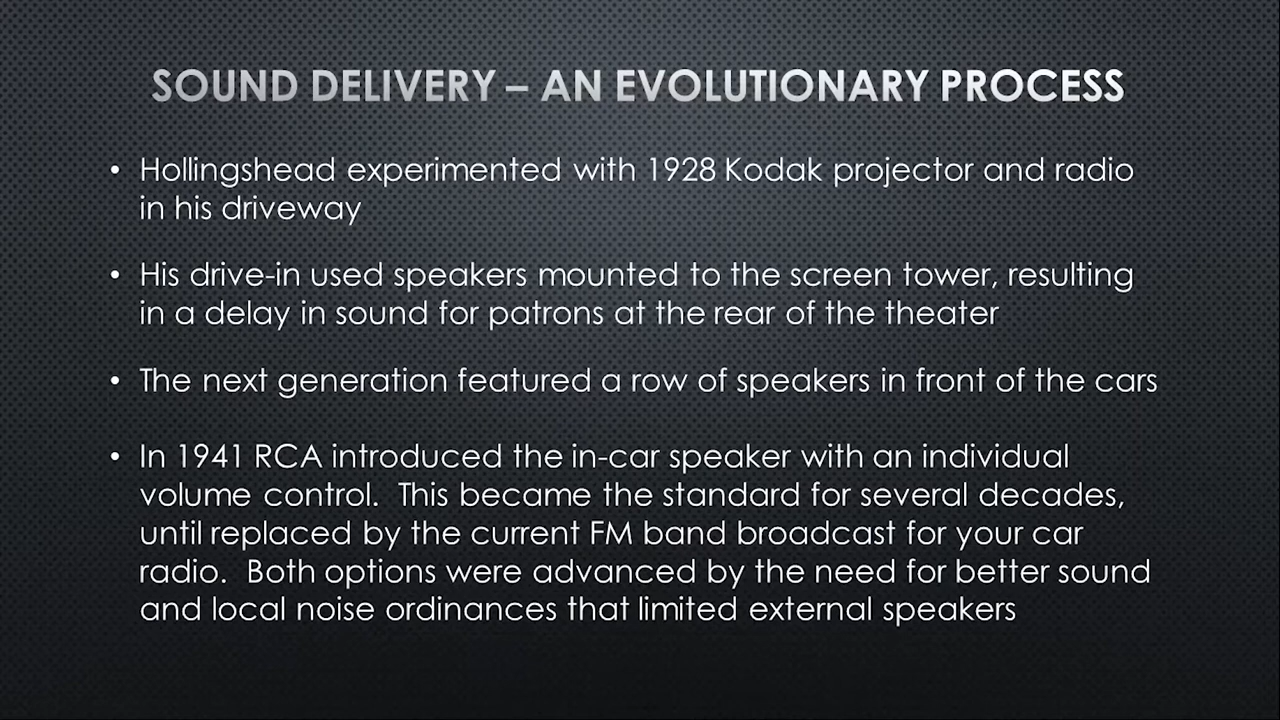 SOUND DELIVERY – AN EVOLUTIONARY PROCESS
• Hollingshead experimented with 1928 Kodak projector and radio
in his driveway
• His drive-in used speakers mounted to the screen tower, resulting
in a delay in sound for patrons at the rear of the theater
• The next generation featured a row of speakers in front of the cars
• In 1941 RCA introduced the in-car speaker with an individual
volume control.  This became the standard for several decades,
until replaced by the current FM band broadcast for your car
radio.  Both options were advanced by the need for better sound
and local noise ordinances that limited external speakers